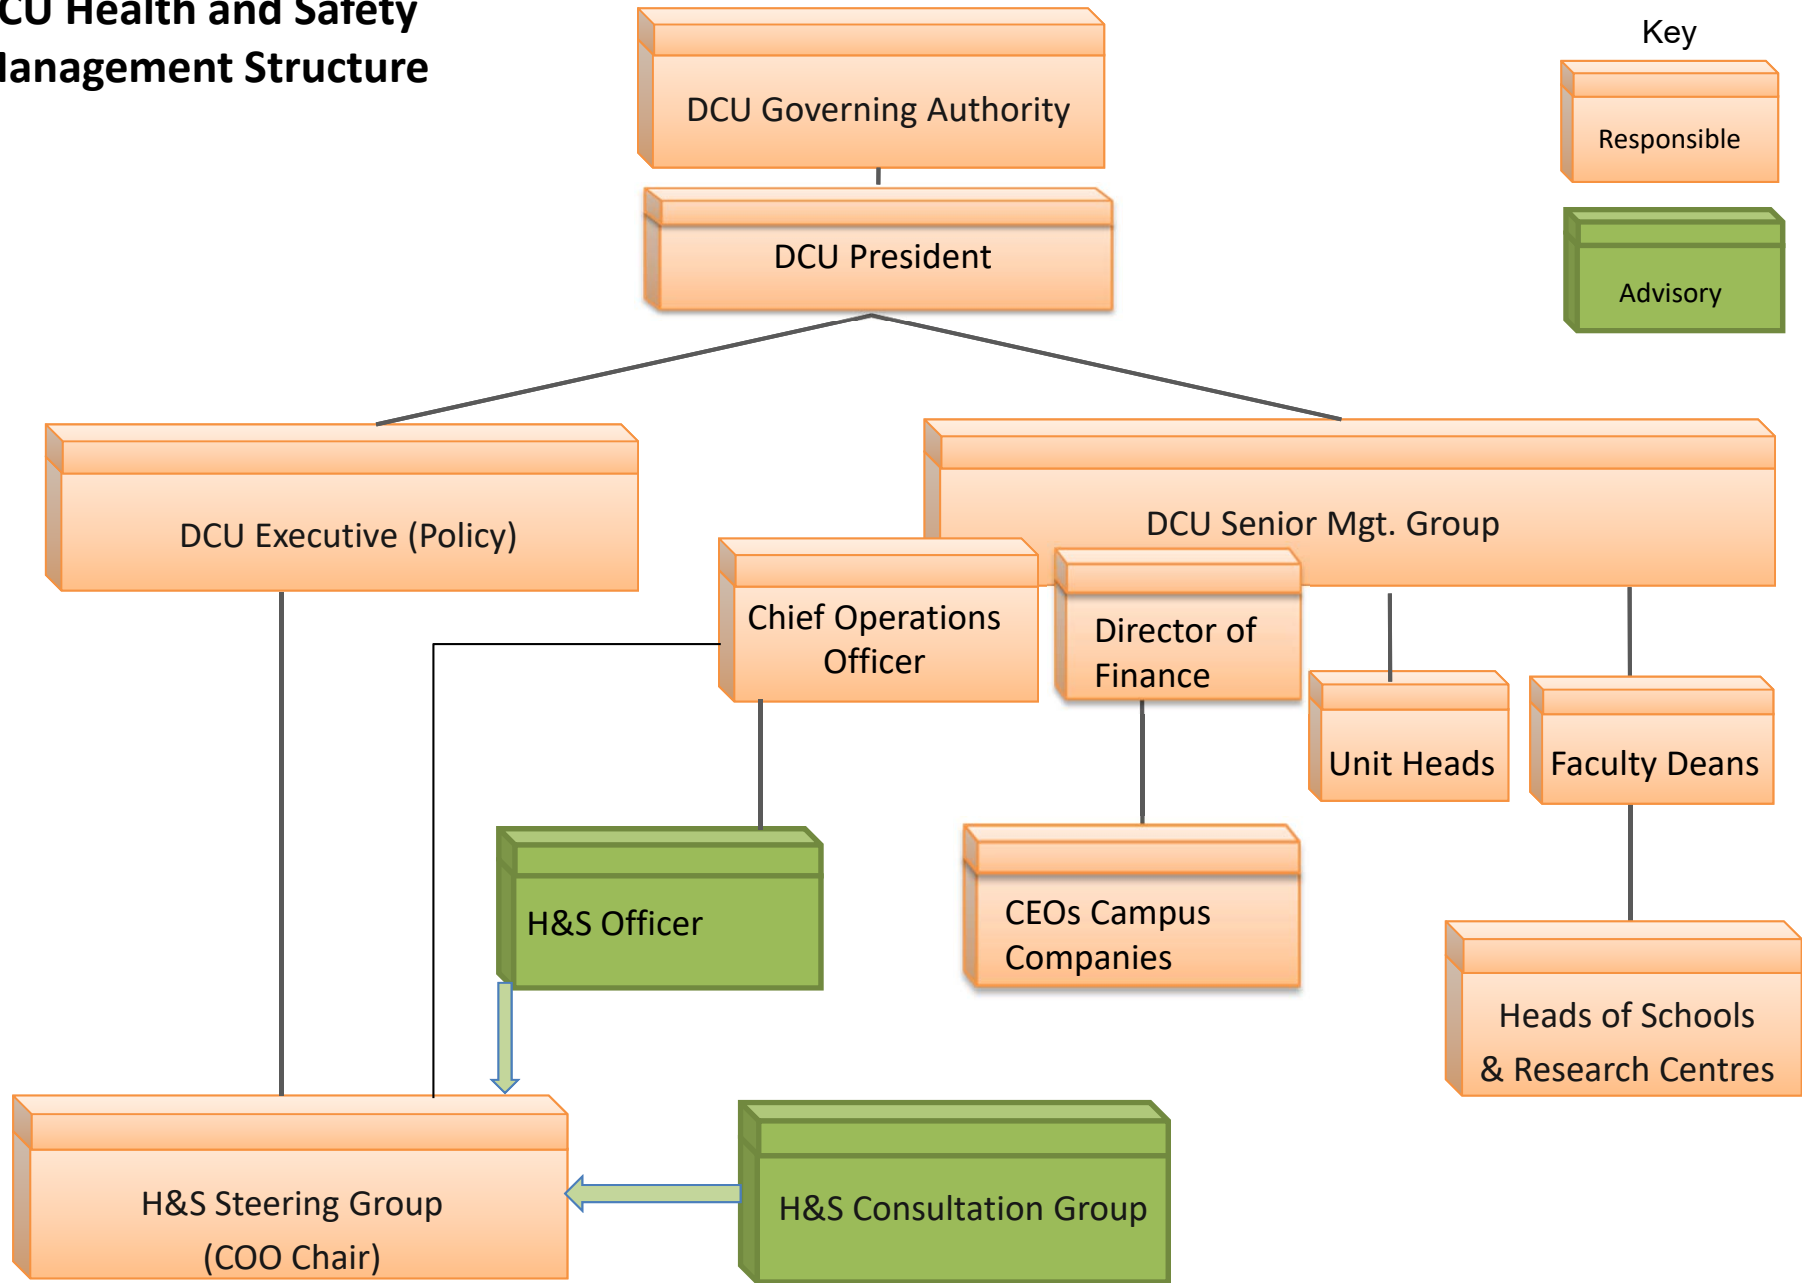 CU Health and Safety
Management Structure
Key
Responsible
Advisory
DCU Governing Authority
DCU President
DCU Executive (Policy)
DCU Senior Mgt. Group
Chief Operations
Officer
Director of
Finance
Unit Heads
Faculty Deans
H&S Officer
CEOs Campus
Companies
Heads of Schools
& Research Centres
H&S Steering Group
(COO Chair)
H&S Consultation Group